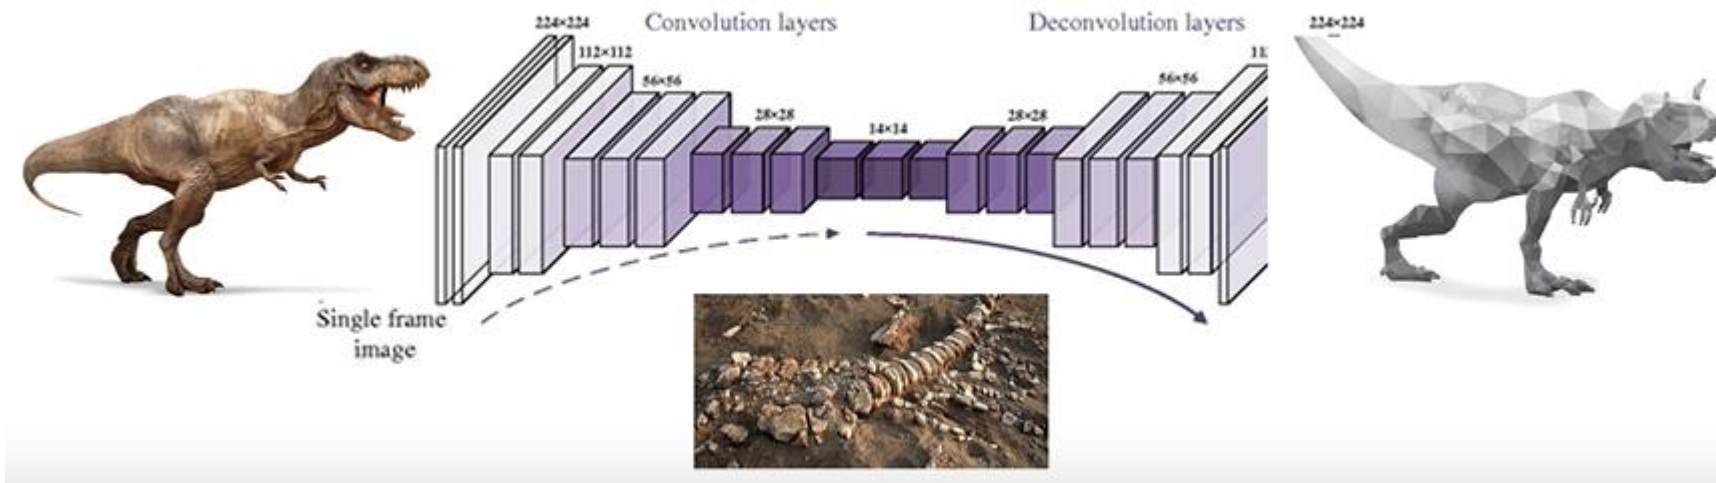 224×224
Convolution layers
Deconvolution layers
224×224
112×112
11
56×56
56×56
28×28
28×28
14×14
Single frame
image